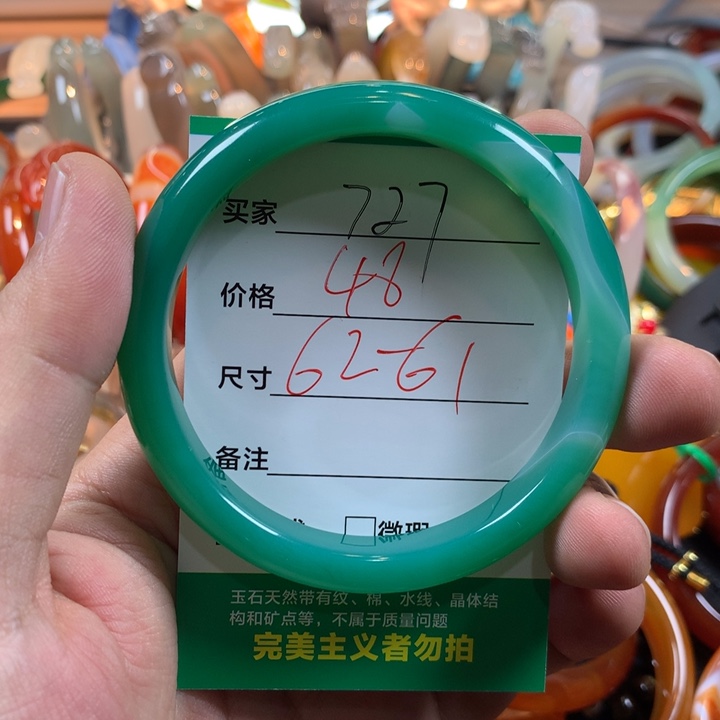 买家 727
价格 48
尺寸 62-61
备注
微瑕
玉石天然带有纹、棉、水线、晶体结
构和矿点等，不属于质量问题
完美主义者勿拍